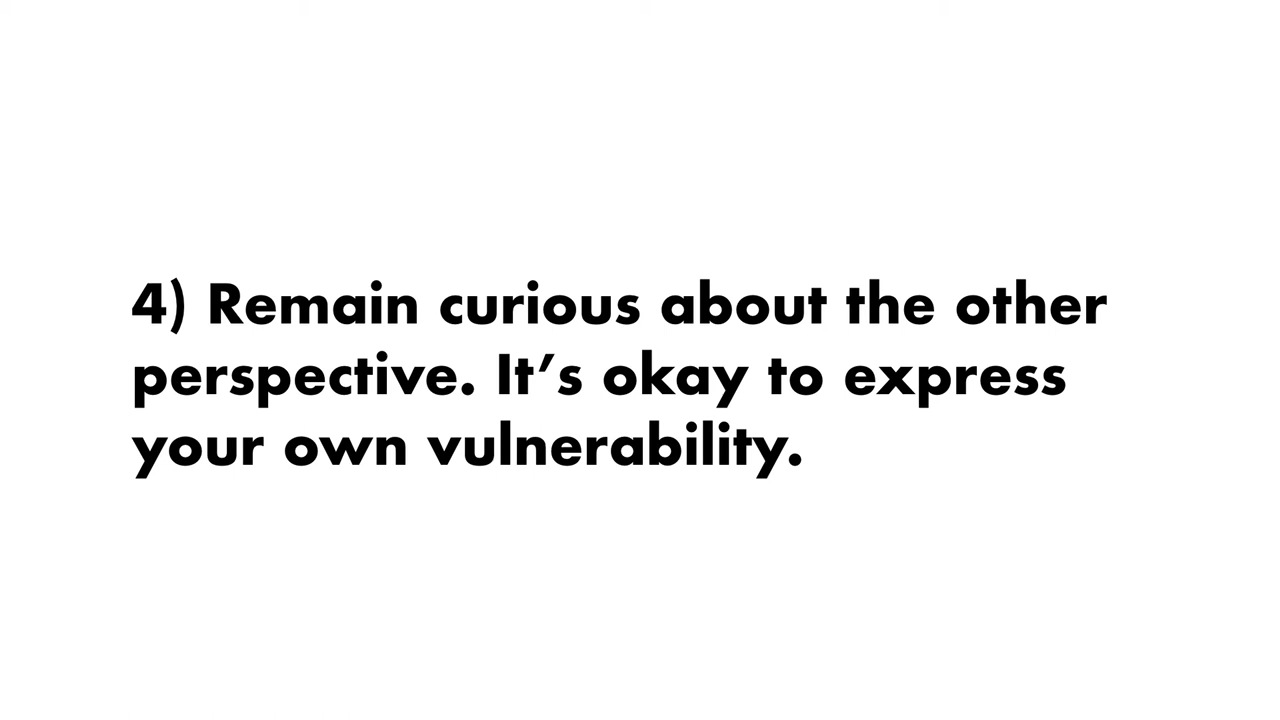 4) Remain curious about the other
perspective. It’s okay to express
your own vulnerability.